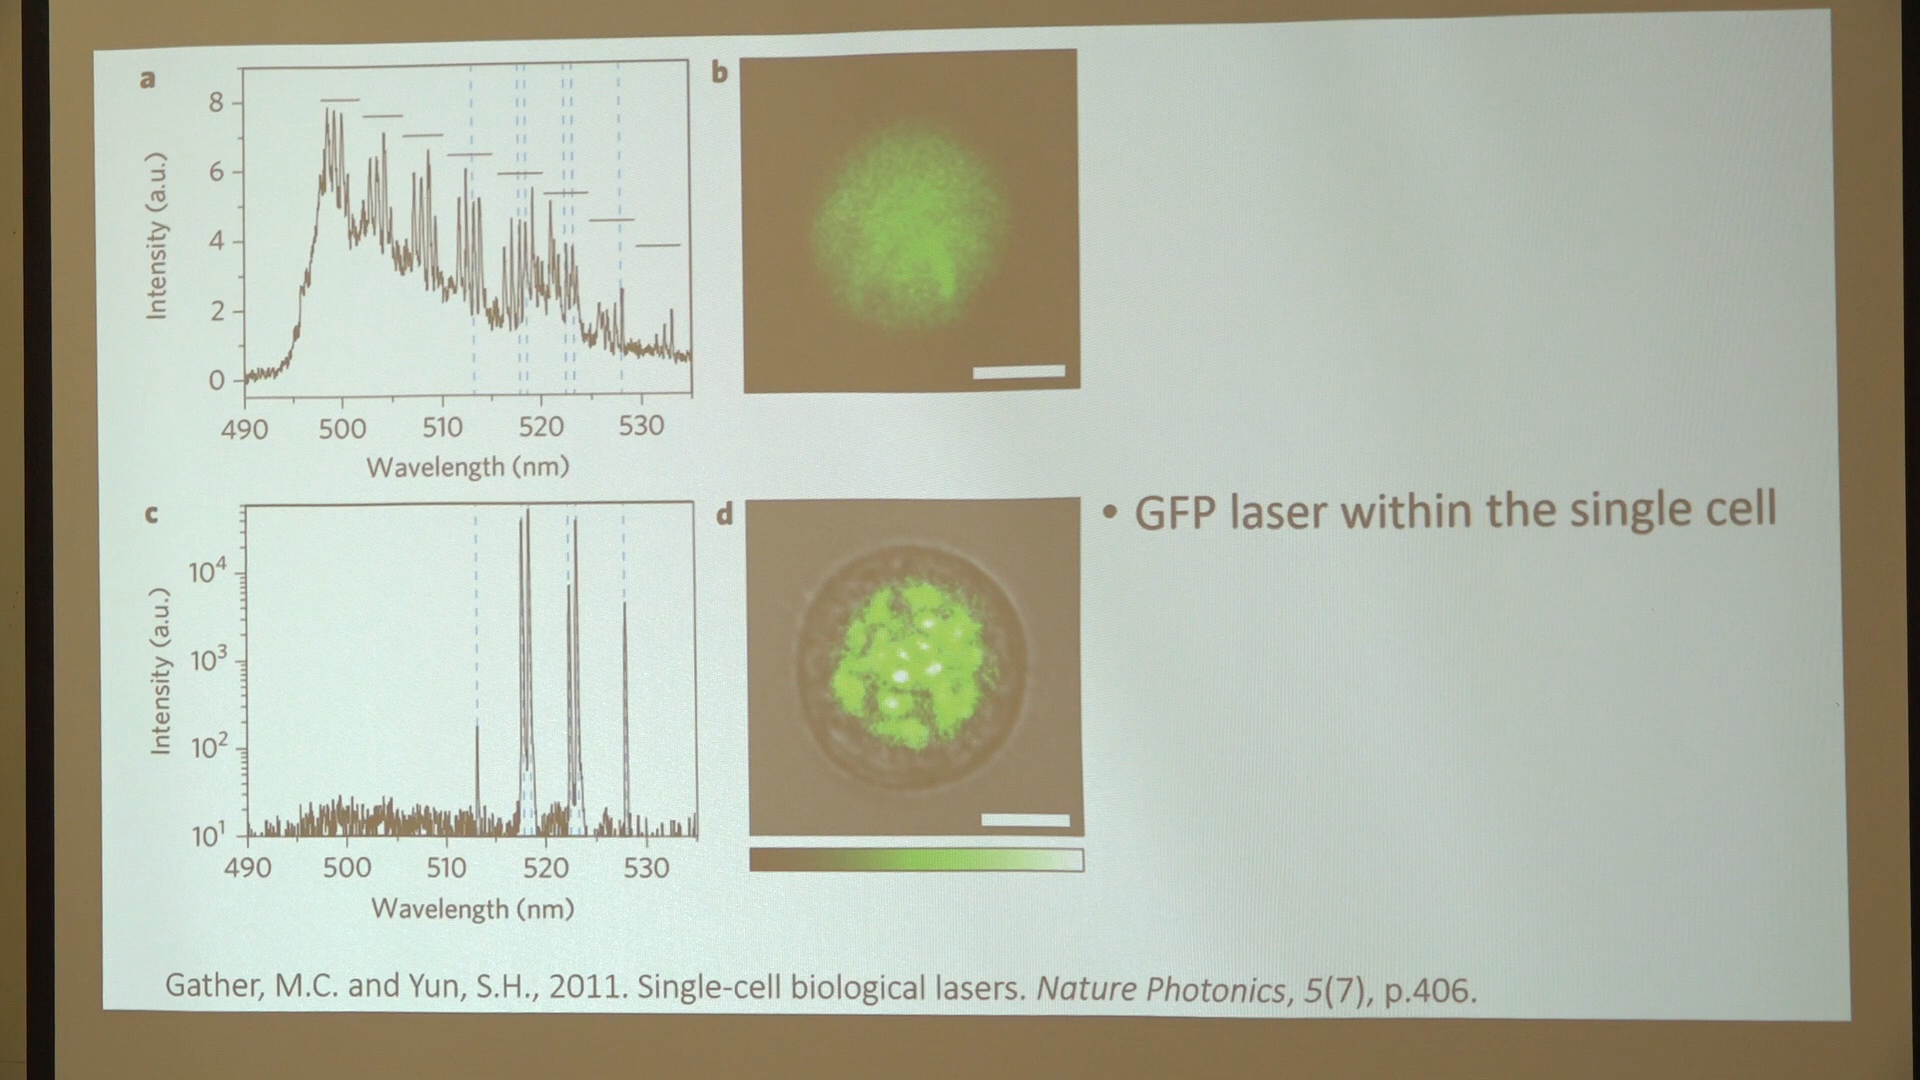 a
8
6
4
2
0
Intensity (a.u.)
490 500 510 520 530
Wavelength (nm)
b
c
10⁴
10³
10²
10¹
Intensity (a.u.)
490 500 510 520 530
Wavelength (nm)
d
• GFP laser within the single cell
Gather, M.C. and Yun, S.H., 2011. Single-cell biological lasers. Nature Photonics, 5(7), p.406.